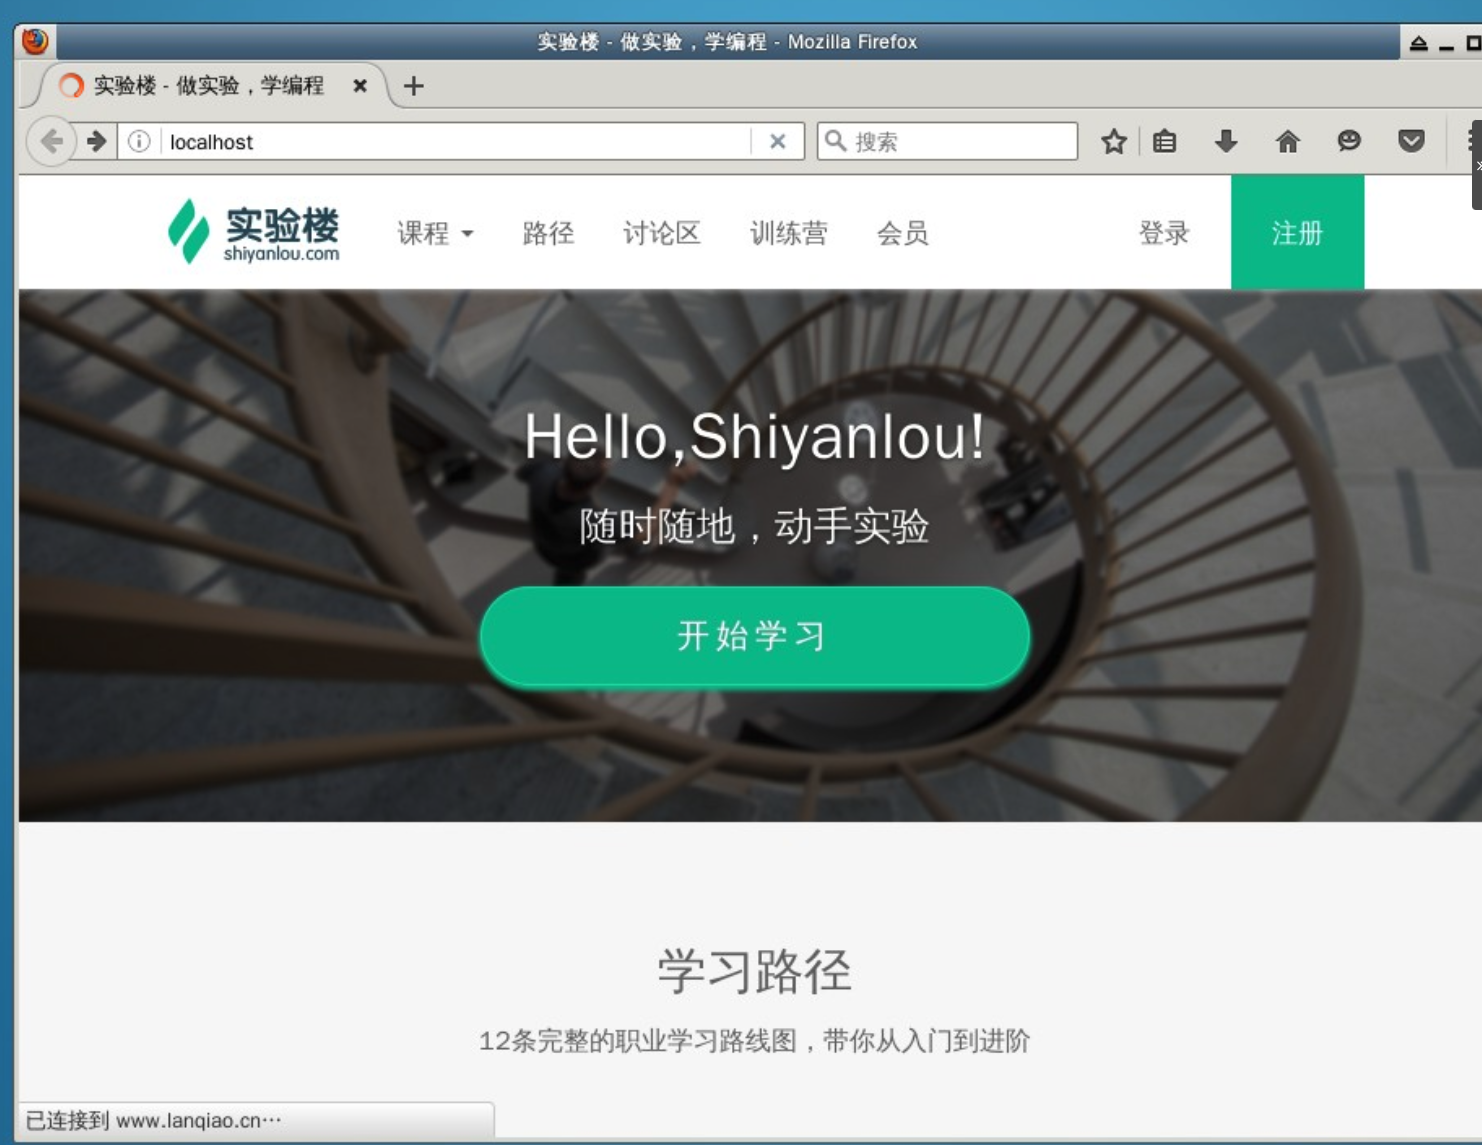 实验楼 - 做实验，学编程 - Mozilla Firefox
实验楼 - 做实验，学编程
localhost
搜索
实验楼
shiyanlou.com
课程 路径 讨论区 训练营 会员 登录 注册
Hello,Shiyanlou!
随时随地，动手实验
开始学习
学习路径
12条完整的职业学习路线图，带你从入门到进阶
已连接到 www.lanqiao.cn…